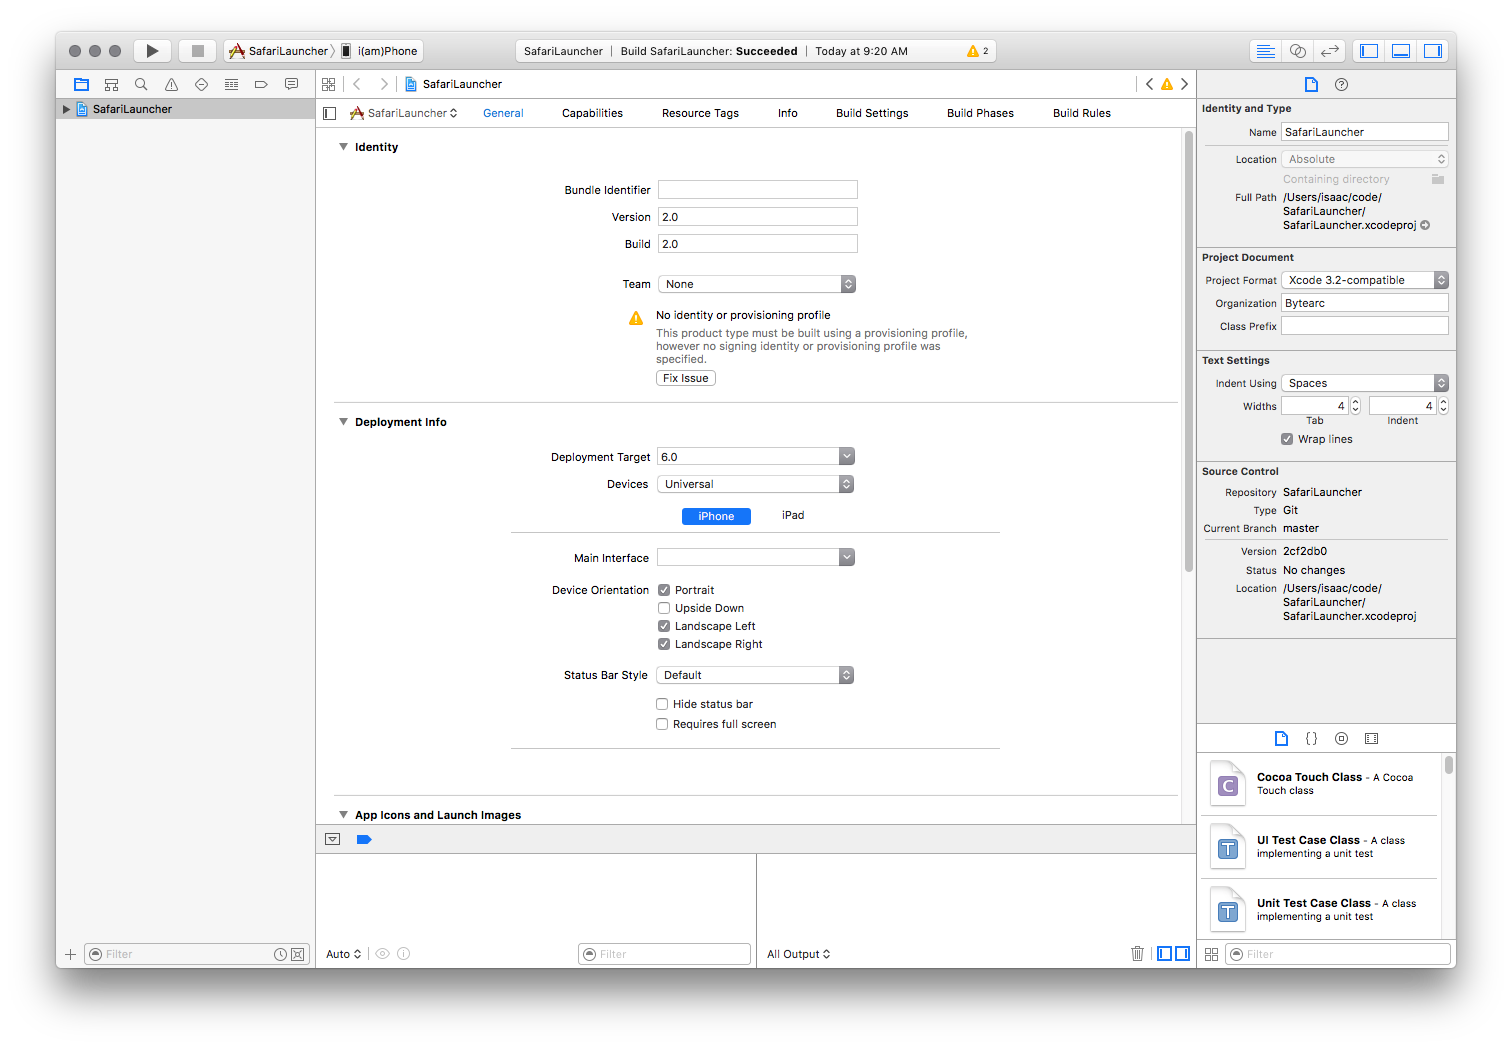 SafariLauncher  i(am)Phone
SafariLauncher | Build SafariLauncher: Succeeded | Today at 9:20 AM  2
SafariLauncher
SafariLauncher
SafariLauncher  General  Capabilities  Resource Tags  Info  Build Settings  Build Phases  Build Rules
Identity
Bundle Identifier
Version 2.0
Build 2.0
Team None
No identity or provisioning profile
This product type must be built using a provisioning profile,
however no signing identity or provisioning profile was
specified.
Fix Issue
Deployment Info
Deployment Target 6.0
Devices Universal
iPhone iPad
Main Interface
Device Orientation Portrait
Upside Down
Landscape Left
Landscape Right
Status Bar Style Default
Hide status bar
Requires full screen
App Icons and Launch Images
Filter
Auto
Filter
All Output
Identity and Type
Name SafariLauncher
Location Absolute
Containing directory
Full Path /Users/isaac/code/
SafariLauncher/
SafariLauncher.xcodeproj
Project Document
Project Format Xcode 3.2-compatible
Organization Bytearc
Class Prefix
Text Settings
Indent Using Spaces
Widths 4 4
Tab Indent
Wrap lines
Source Control
Repository SafariLauncher
Type Git
Current Branch master
Version 2cf2db0
Status No changes
Location /Users/isaac/code/
SafariLauncher/
SafariLauncher.xcodeproj
{ }
C
Cocoa Touch Class - A Cocoa
Touch class
T
UI Test Case Class - A class
implementing a unit test
T
Unit Test Case Class - A class
implementing a unit test
Filter